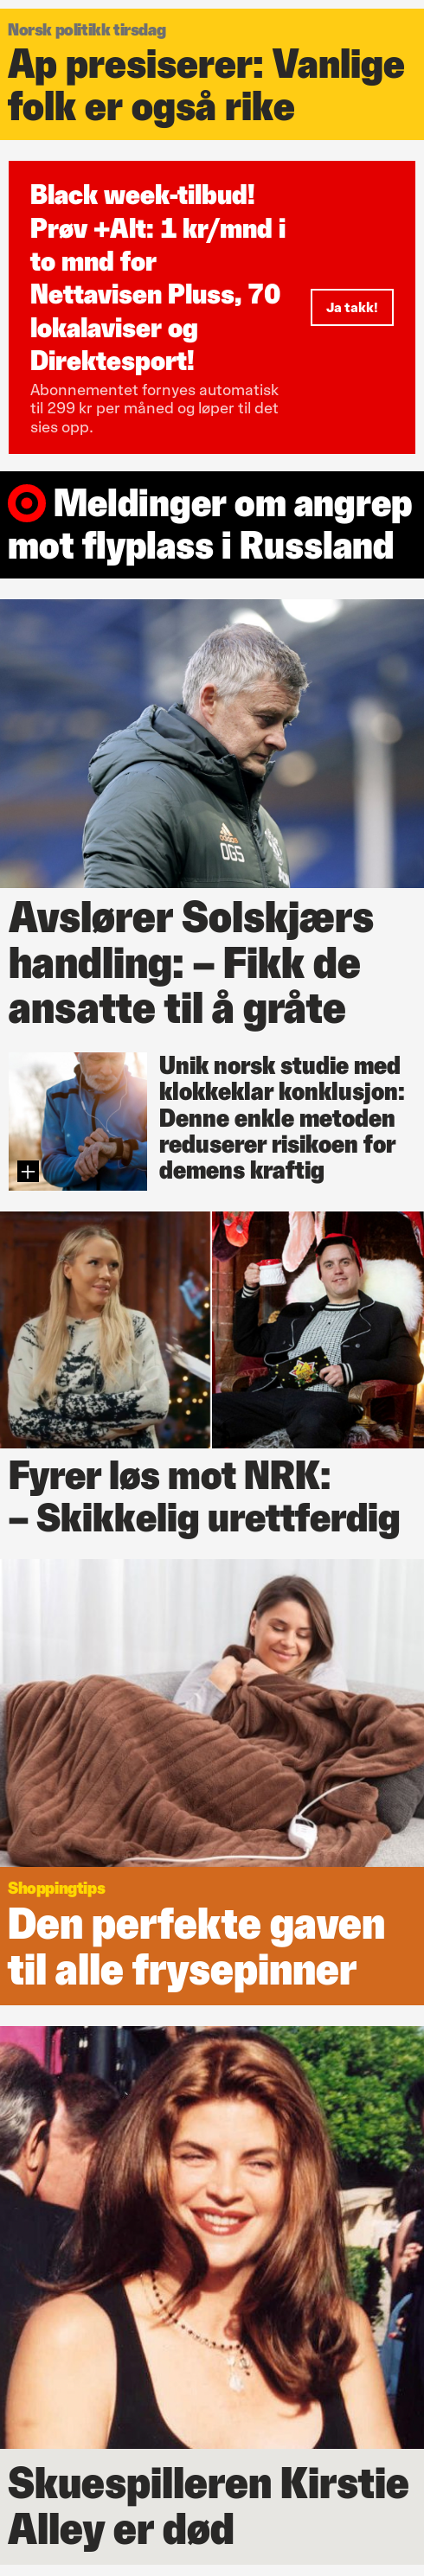 Norsk politikk tirsdag
Ap presiserer: Vanlige
folk er også rike
Black week-tilbud!
Prøv +Alt: 1 kr/mnd i
to mnd for
Nettavisen Pluss, 70
lokalaviser og
Direktesport!
Ja takk!
Abonnementet fornyes automatisk
til 299 kr per måned og løper til det
sies opp.
Meldinger om angrep
mot flyplass i Russland
adidas
OGS
Avslører Solskjærs
handling: – Fikk de
ansatte til å gråte
Unik norsk studie med
klokkeklar konklusjon:
Denne enkle metoden
reduserer risikoen for
demens kraftig
Fyrer løs mot NRK:
– Skikkelig urettferdig
Shoppingtips
Den perfekte gaven
til alle frysepinner
Skuespilleren Kirstie
Alley er død